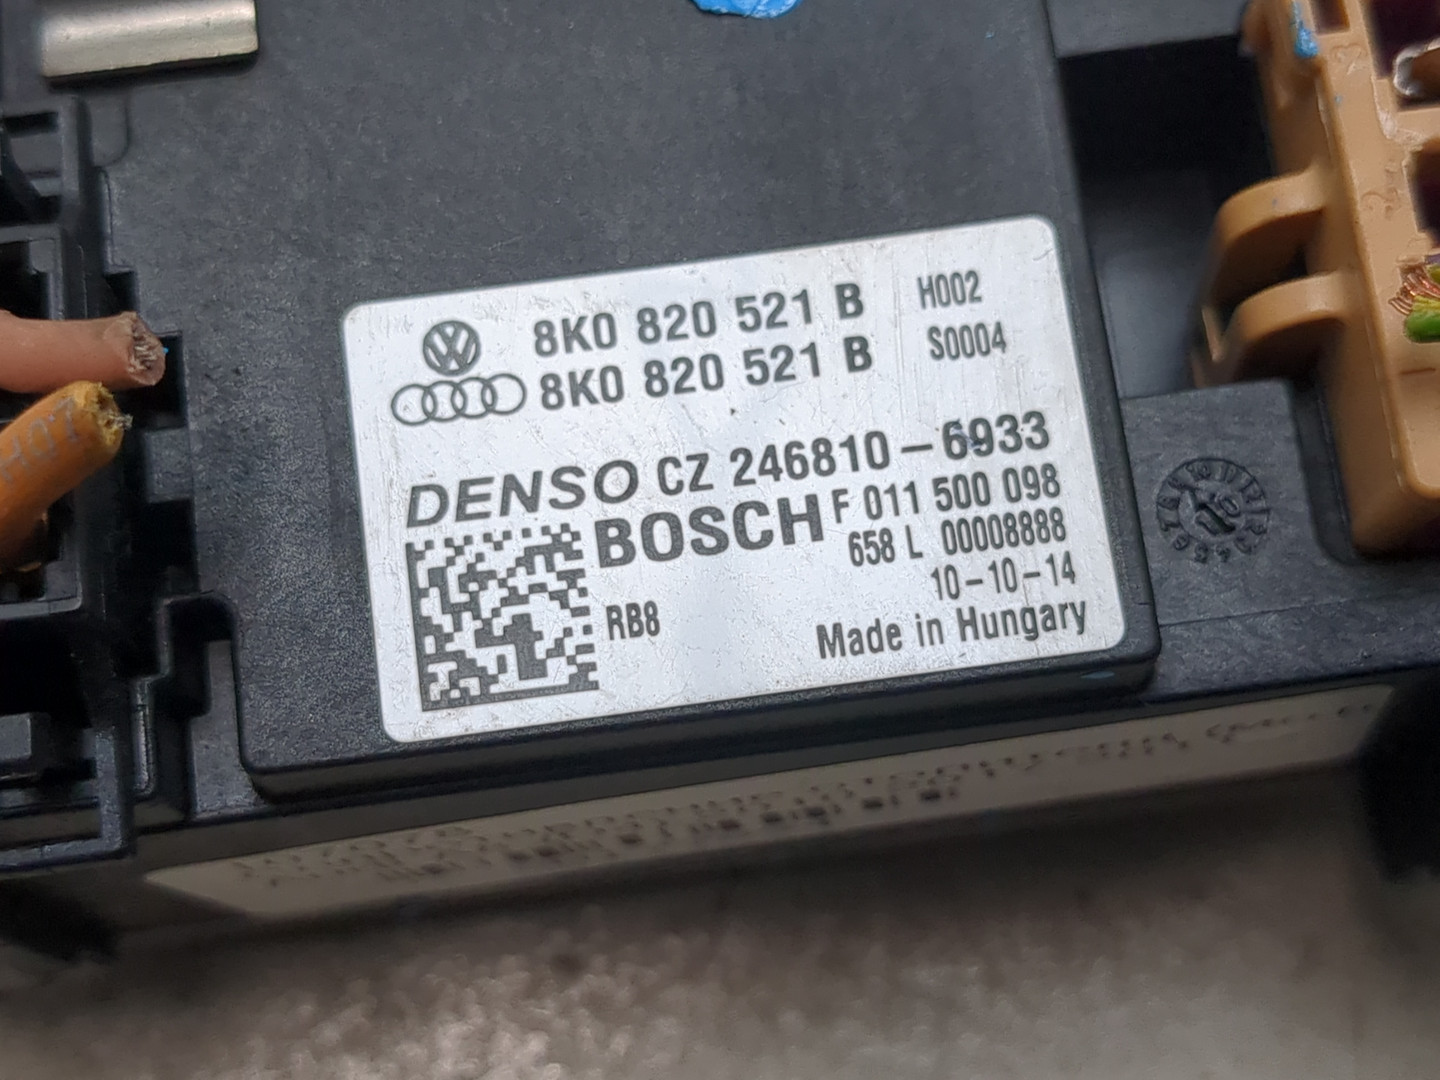 8K0 820 521 B H002
8K0 820 521 B S0004
DENSO CZ 246810-6933
BOSCH F 011 500 098
658 L 00008888
10-10-14
RB8
Made in Hungary
H07